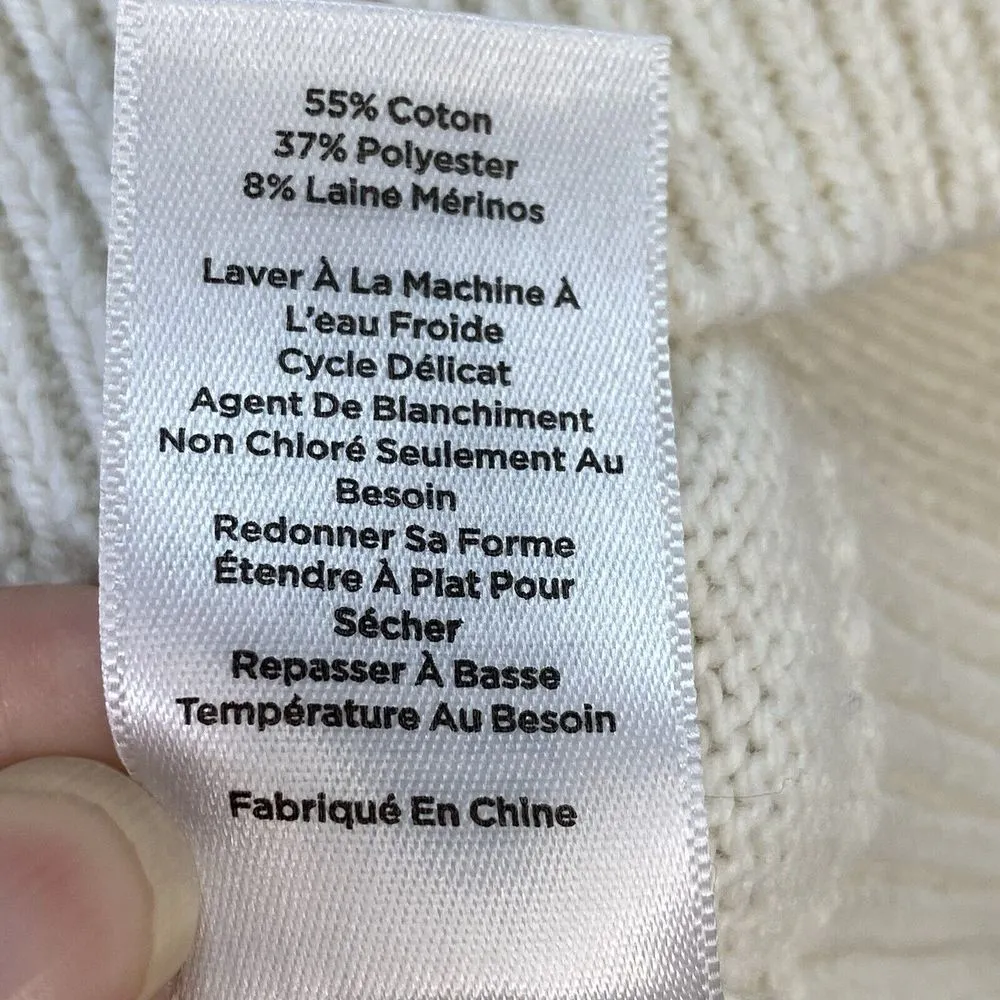 55% Coton
37% Polyester
8% Laine Mérinos
Laver À La Machine À
L'eau Froide
Cycle Délicat
Agent De Blanchiment
Non Chloré Seulement Au
Besoin
Redonner Sa Forme
Étendre À Plat Pour
Sécher
Repasser À Basse
Température Au Besoin
Fabriqué En Chine